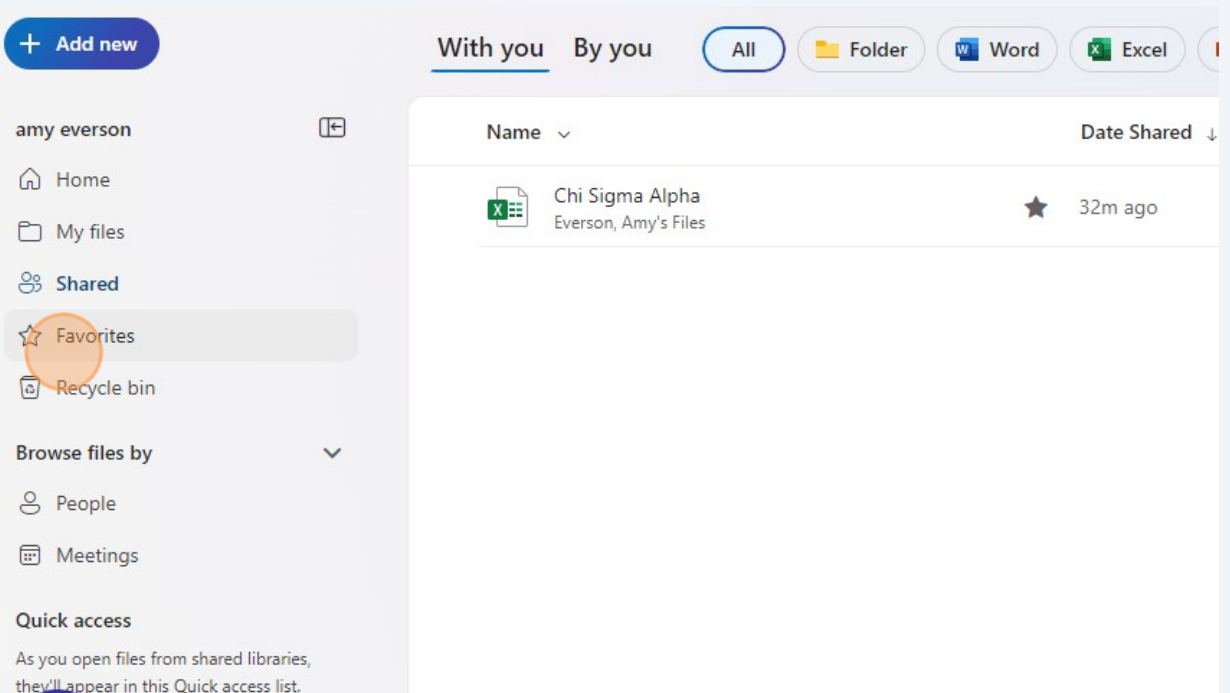 + Add new
With you By you All Folder Word Excel
amy everson
Name Date Shared
Home
Chi Sigma Alpha
Everson, Amy's Files
32m ago
My files
Shared
Favorites
Recycle bin
Browse files by
People
Meetings
Quick access
As you open files from shared libraries,
they'll appear in this Quick access list.